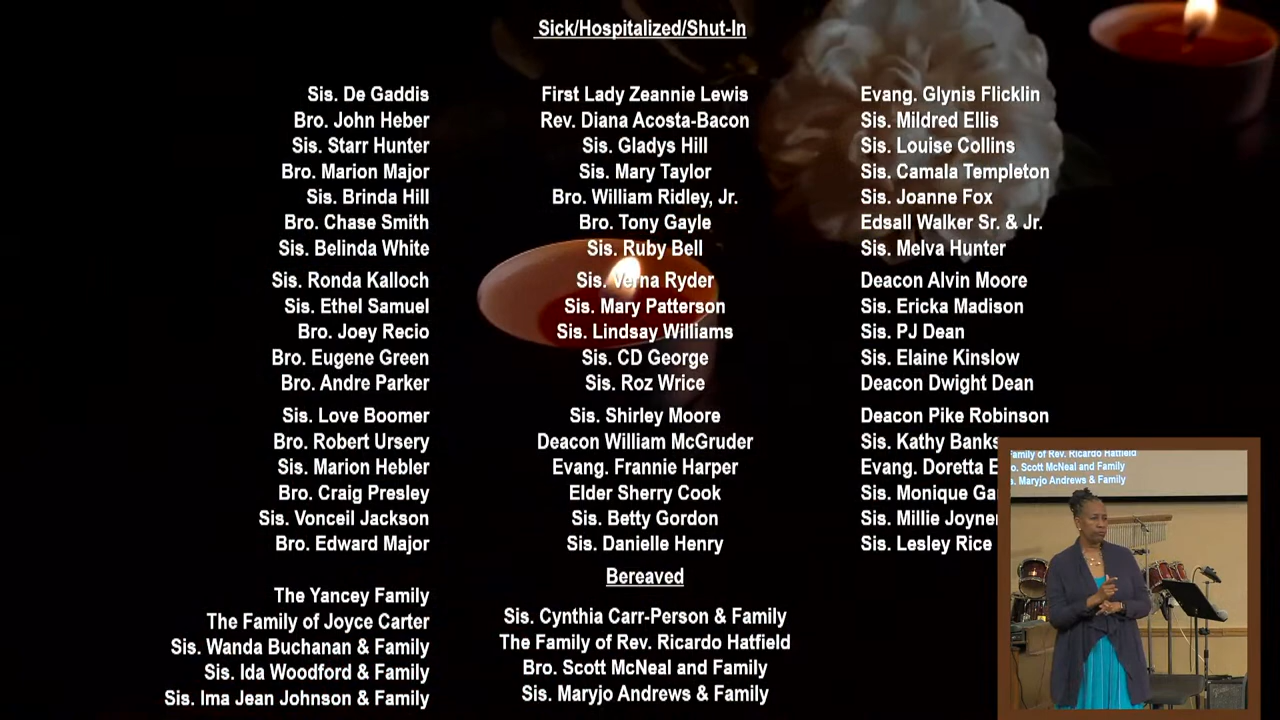 Sick/Hospitalized/Shut-In
Sis. De Gaddis
Bro. John Heber
Sis. Starr Hunter
Bro. Marion Major
Sis. Brinda Hill
Bro. Chase Smith
Sis. Belinda White
Sis. Ronda Kalloch
Sis. Ethel Samuel
Bro. Joey Recio
Bro. Eugene Green
Bro. Andre Parker
Sis. Love Boomer
Bro. Robert Ursery
Sis. Marion Hebler
Bro. Craig Presley
Sis. Vonceil Jackson
Bro. Edward Major
First Lady Zeannie Lewis
Rev. Diana Acosta-Bacon
Sis. Gladys Hill
Sis. Mary Taylor
Bro. William Ridley, Jr.
Bro. Tony Gayle
Sis. Ruby Bell
Sis. Verna Ryder
Sis. Mary Patterson
Sis. Lindsay Williams
Sis. CD George
Sis. Roz Wrice
Sis. Shirley Moore
Deacon William McGruder
Evang. Frannie Harper
Elder Sherry Cook
Sis. Betty Gordon
Sis. Danielle Henry
Evang. Glynis Flicklin
Sis. Mildred Ellis
Sis. Louise Collins
Sis. Camala Templeton
Sis. Joanne Fox
Edsall Walker Sr. & Jr.
Sis. Melva Hunter
Deacon Alvin Moore
Sis. Ericka Madison
Sis. PJ Dean
Sis. Elaine Kinslow
Deacon Dwight Dean
Deacon Pike Robinson
Sis. Kathy Banks
Evang. Doretta
Sis. Monique
Sis. Millie Joyner
Sis. Lesley Rice
Bereaved
The Yancey Family
The Family of Joyce Carter
Sis. Wanda Buchanan & Family
Sis. Ida Woodford & Family
Sis. Ima Jean Johnson & Family
Sis. Cynthia Carr-Person & Family
The Family of Rev. Ricardo Hatfield
Bro. Scott McNeal and Family
Sis. Maryjo Andrews & Family
Family of Rev. Ricardo Hatfield
Scott McNeal and Family
Maryjo Andrews & Family